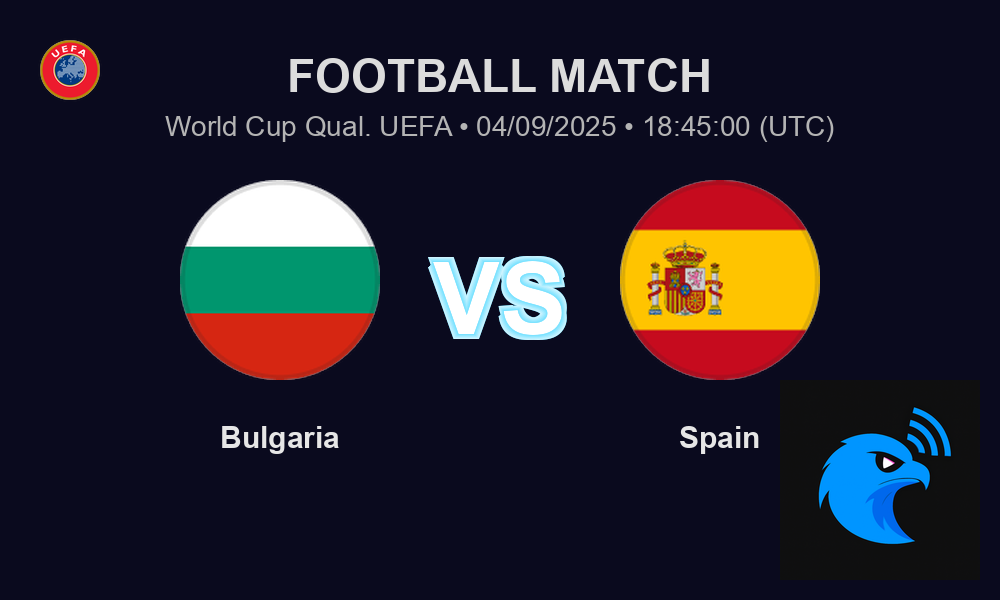 UEFA
FOOTBALL MATCH
World Cup Qual. UEFA • 04/09/2025 • 18:45:00 (UTC)
VS
Bulgaria
Spain